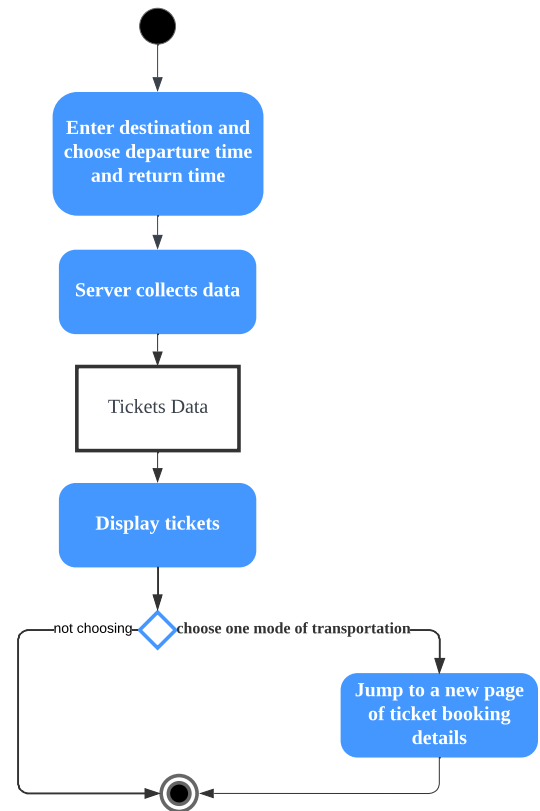 Enter destination and
choose departure time
and return time
Server collects data
Tickets Data
Display tickets
not choosing
choose one mode of transportation
Jump to a new page
of ticket booking
details